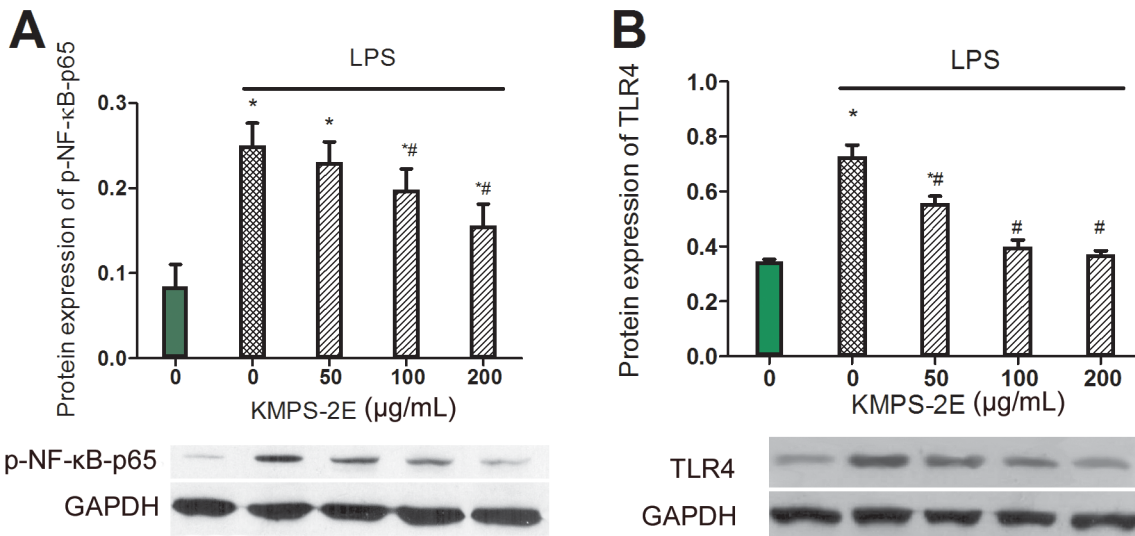 A
Protein expression of p-NF-κB-p65
LPS
0.3
0.2
0.1
0.0
*
*
*#
*#
0
0
50
100
200
KMPS-2E (μg/mL)
p-NF-κB-p65
GAPDH
B
Protein expression of TLR4
LPS
1.0
0.8
0.6
0.4
0.2
0.0
*
*#
#
#
0
0
50
100
200
KMPS-2E (μg/mL)
TLR4
GAPDH